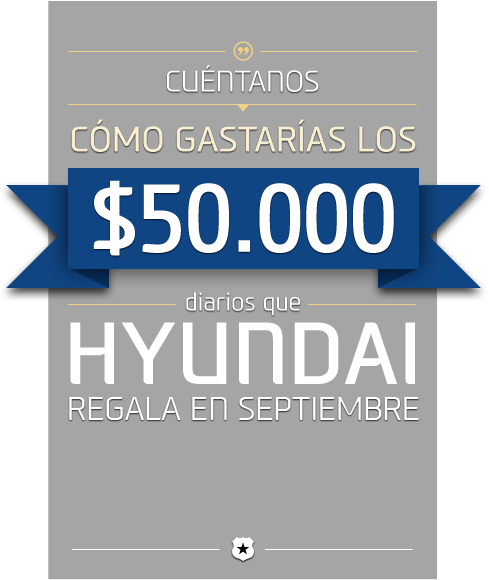 CUÉNTANOS
CÓMO GASTARÍAS LOS
$50.000
diarios que
HYUNDAI
REGALA EN SEPTIEMBRE